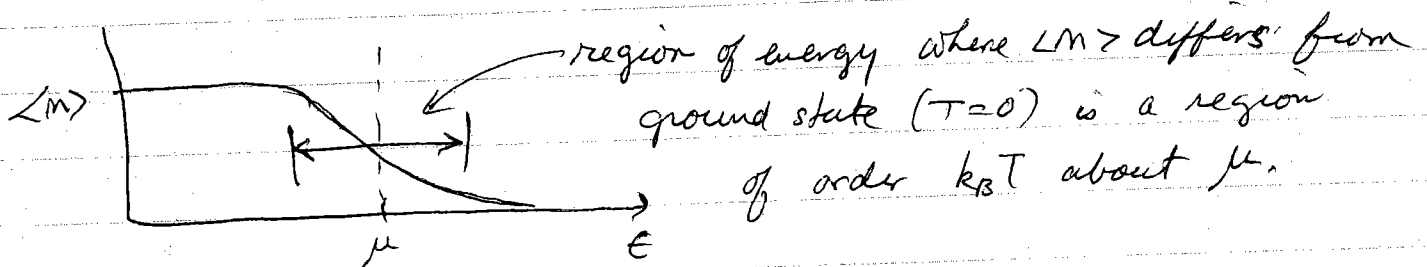 region of energy where <n> differs from
<n>
ground state (T=0) is a region
of order k_BT about μ.
μ
ϵ